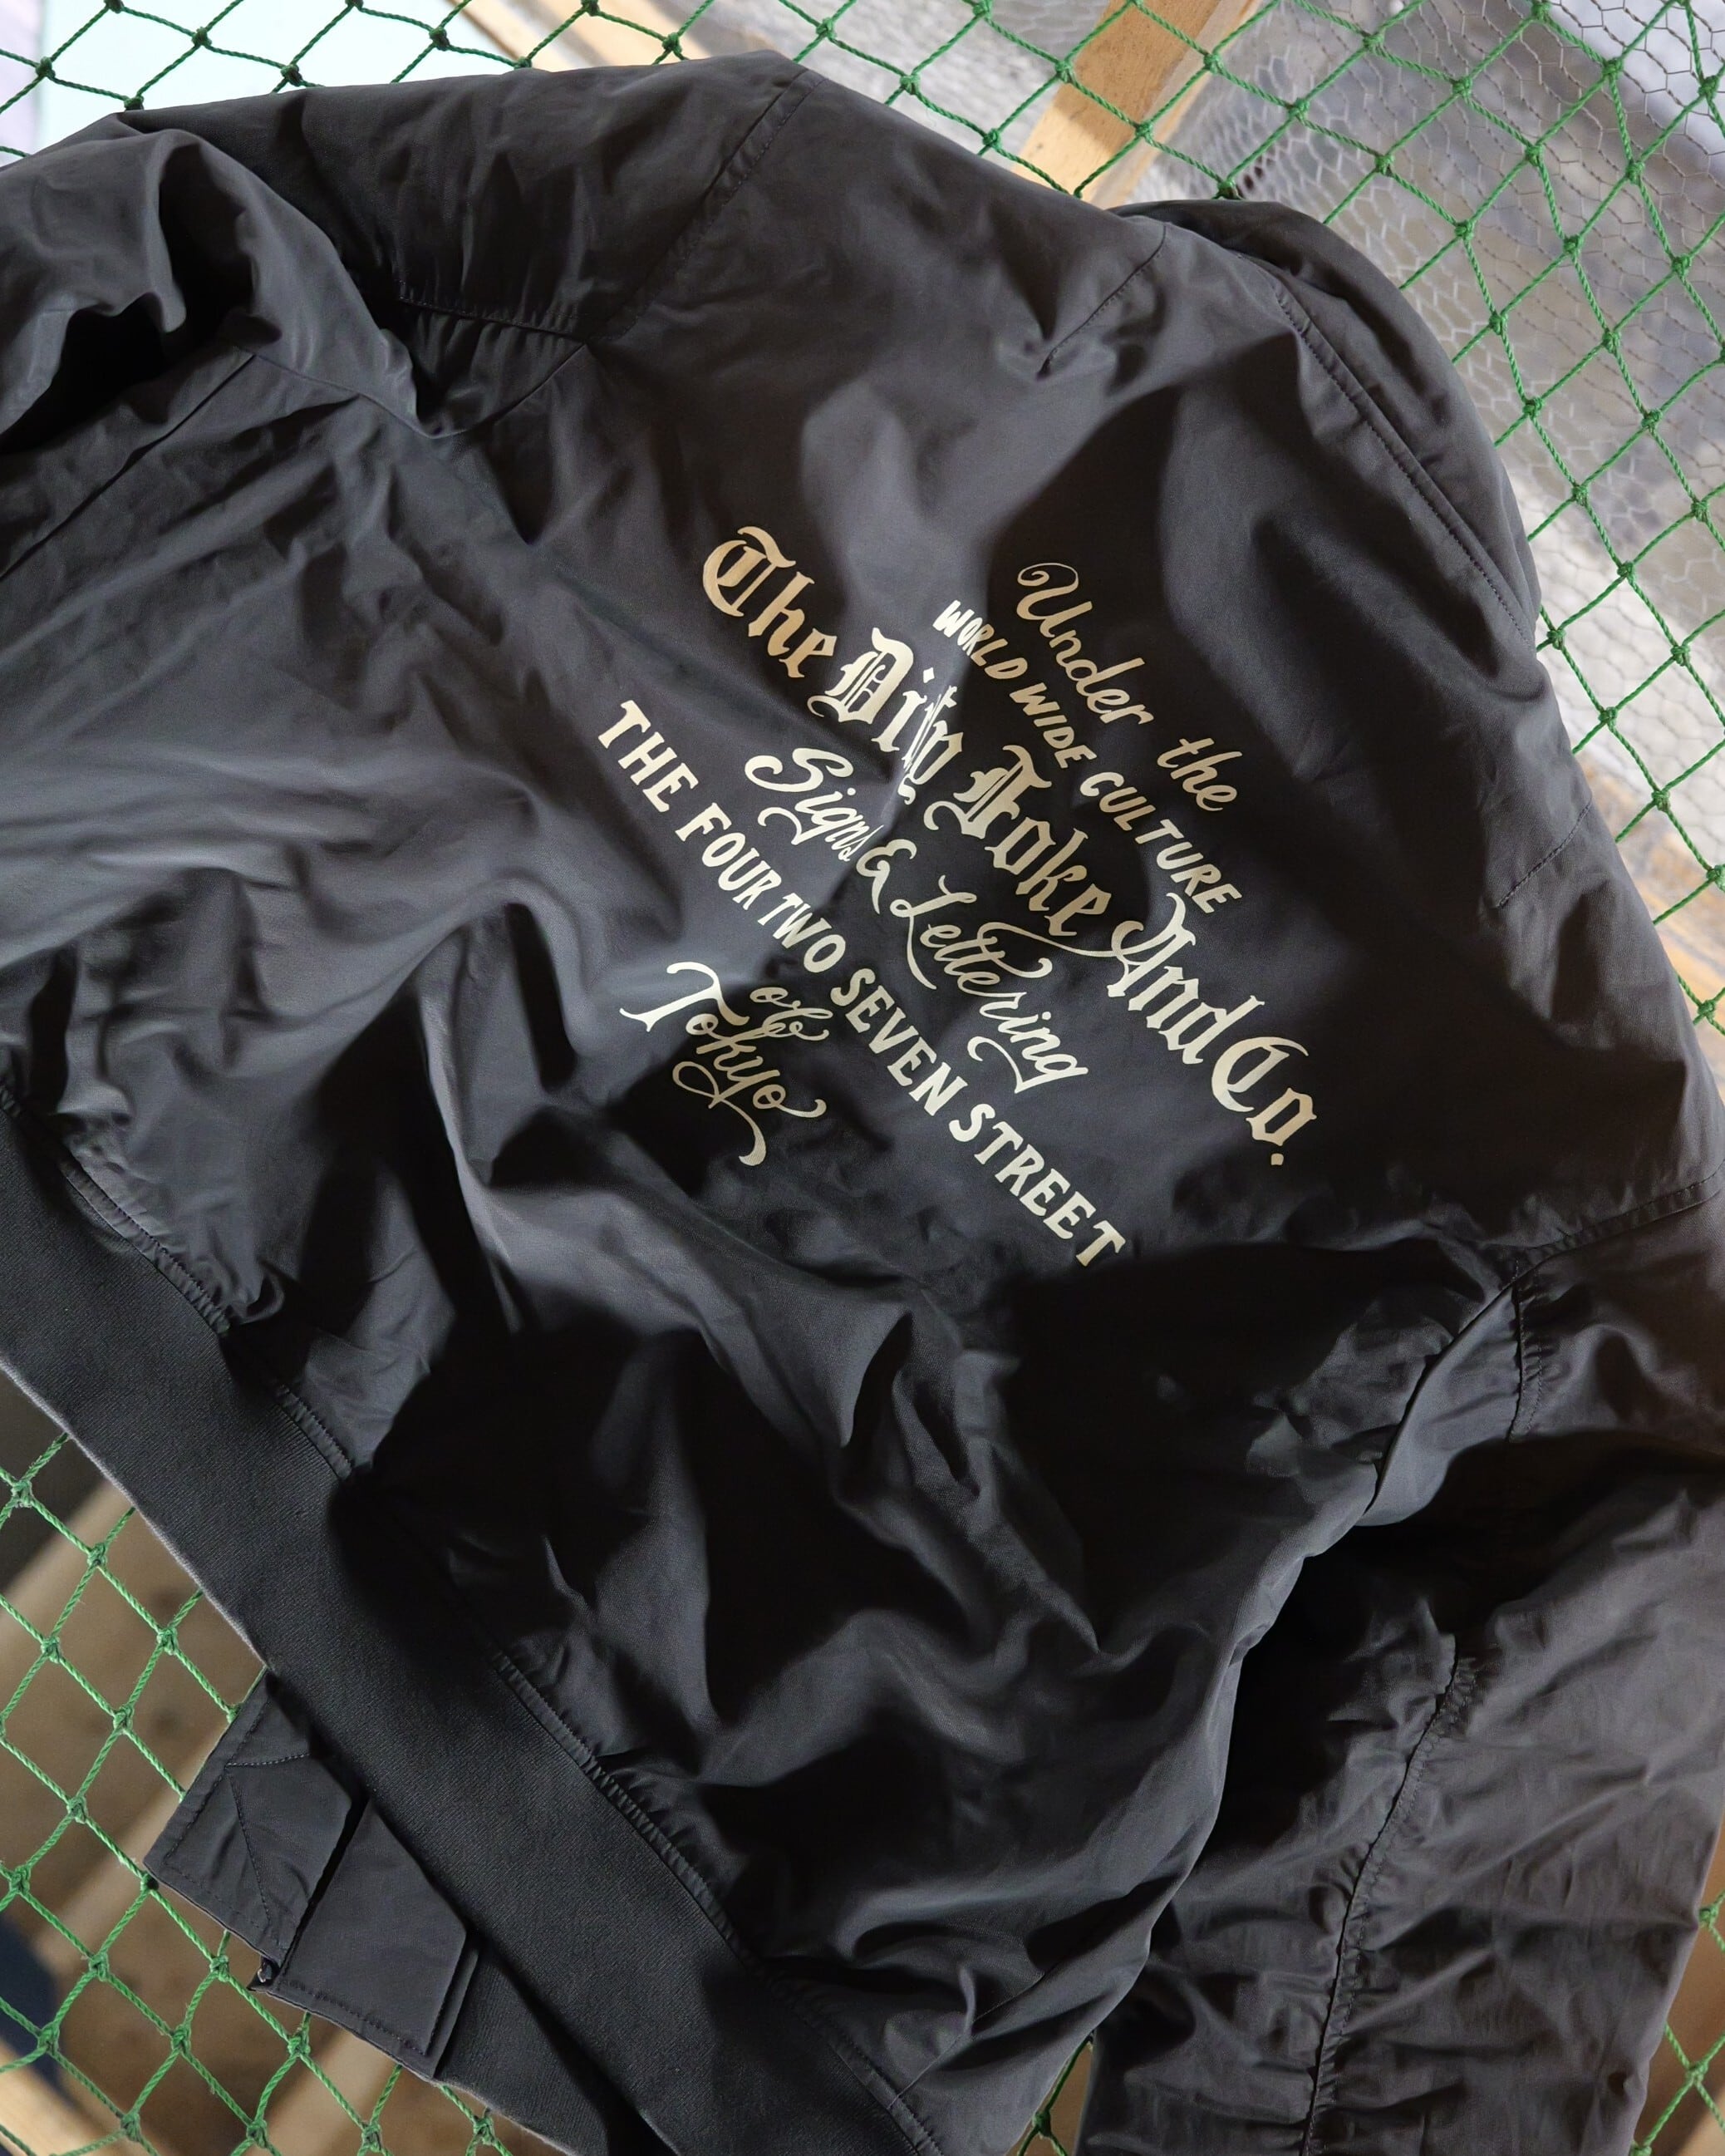 Under the
WORLD WIDE CULTURE
The Dirty Joke And Co.
Signs & Lettering
THE FOUR TWO SEVEN STREET
of
Tokyo